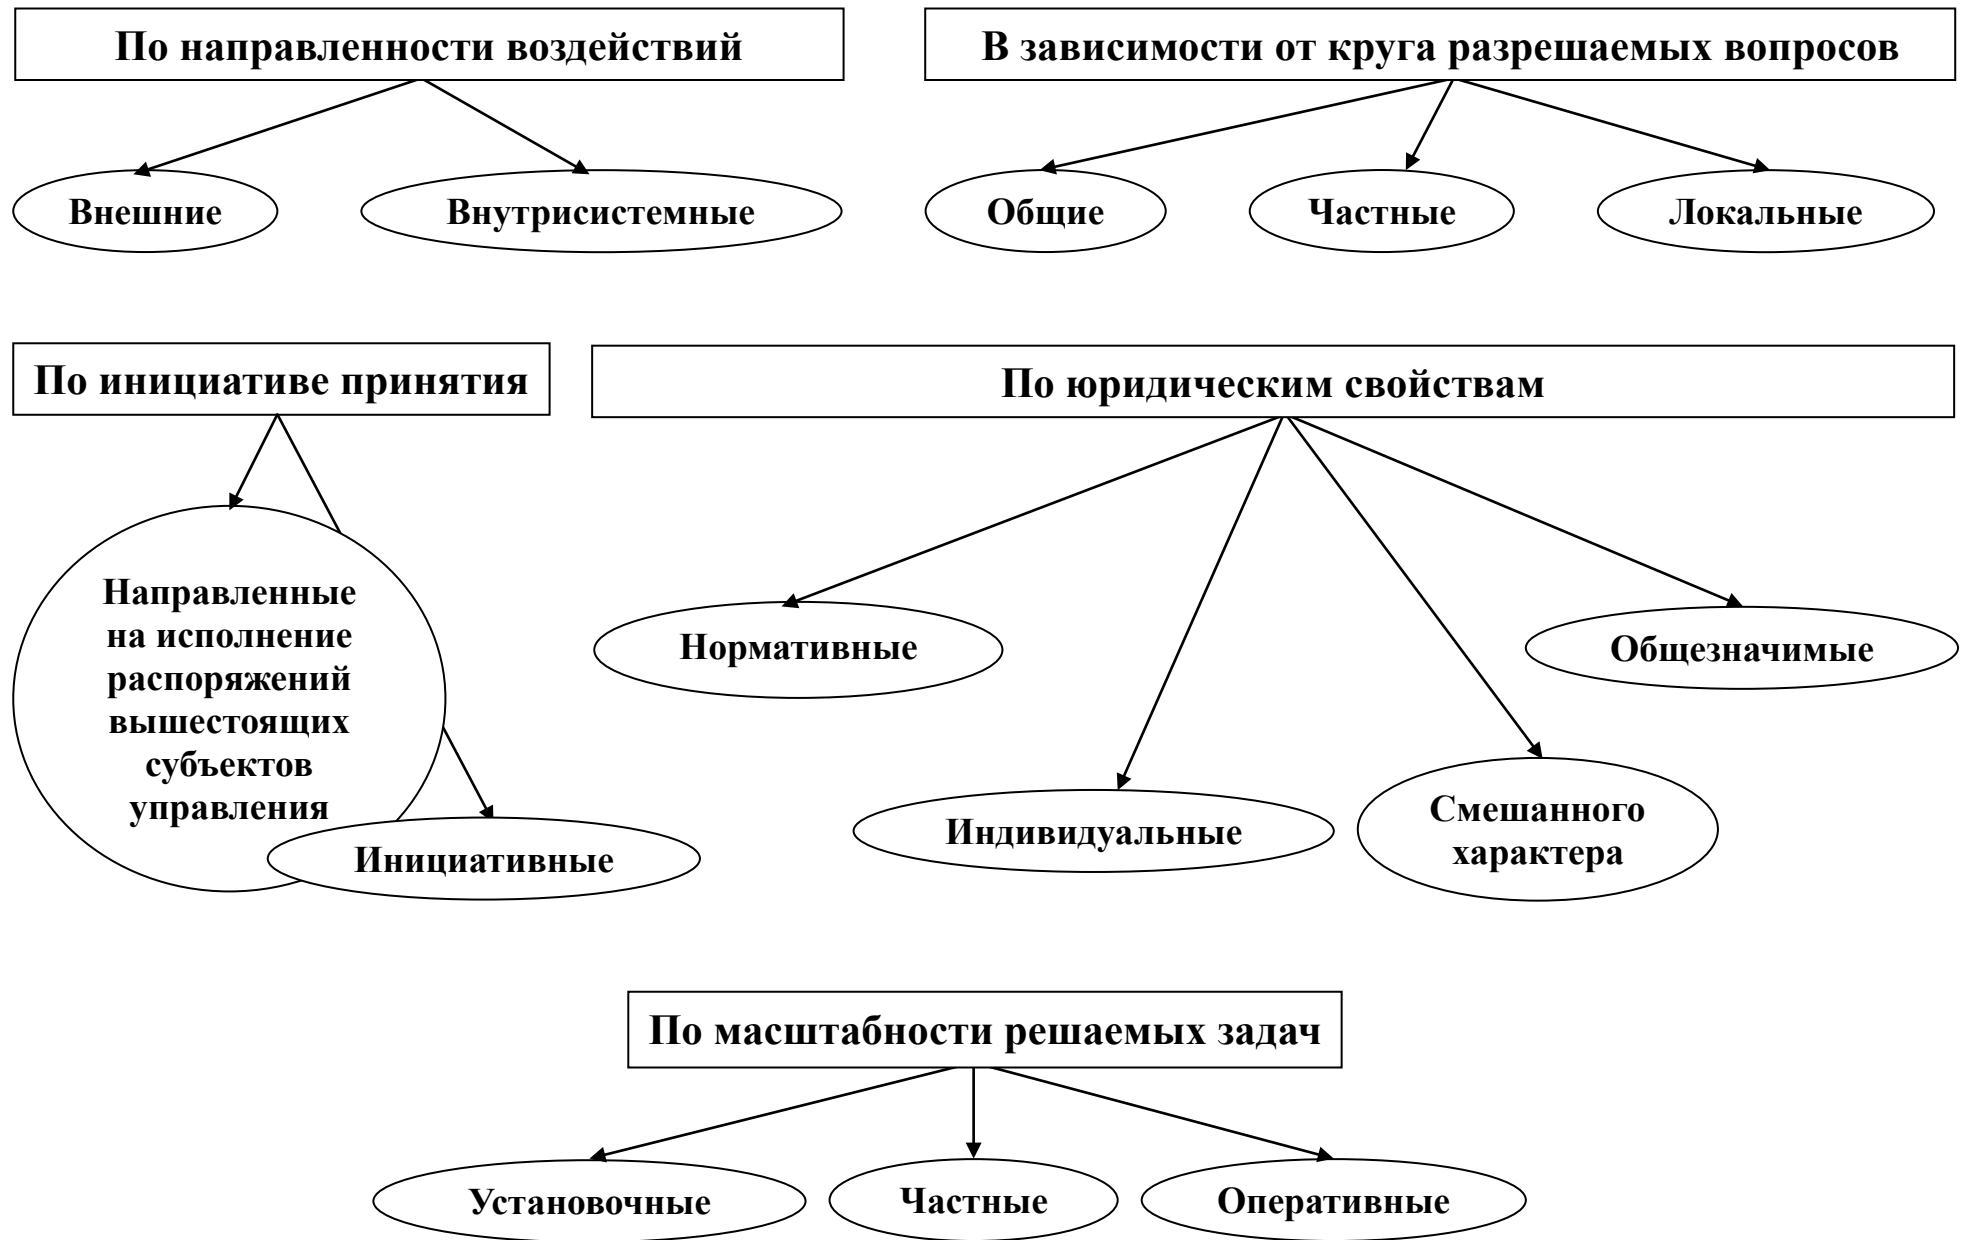 По направленности воздействий
В зависимости от круга разрешаемых вопросов
Внешние
Внутрисистемные
Общие
Частные
Локальные
По инициативе принятия
По юридическим свойствам
Направленные
на исполнение
распоряжений
вышестоящих
субъектов
управления
Инициативные
Нормативные
Общезначимые
Индивидуальные
Смешанного
характера
По масштабности решаемых задач
Установочные
Частные
Оперативные